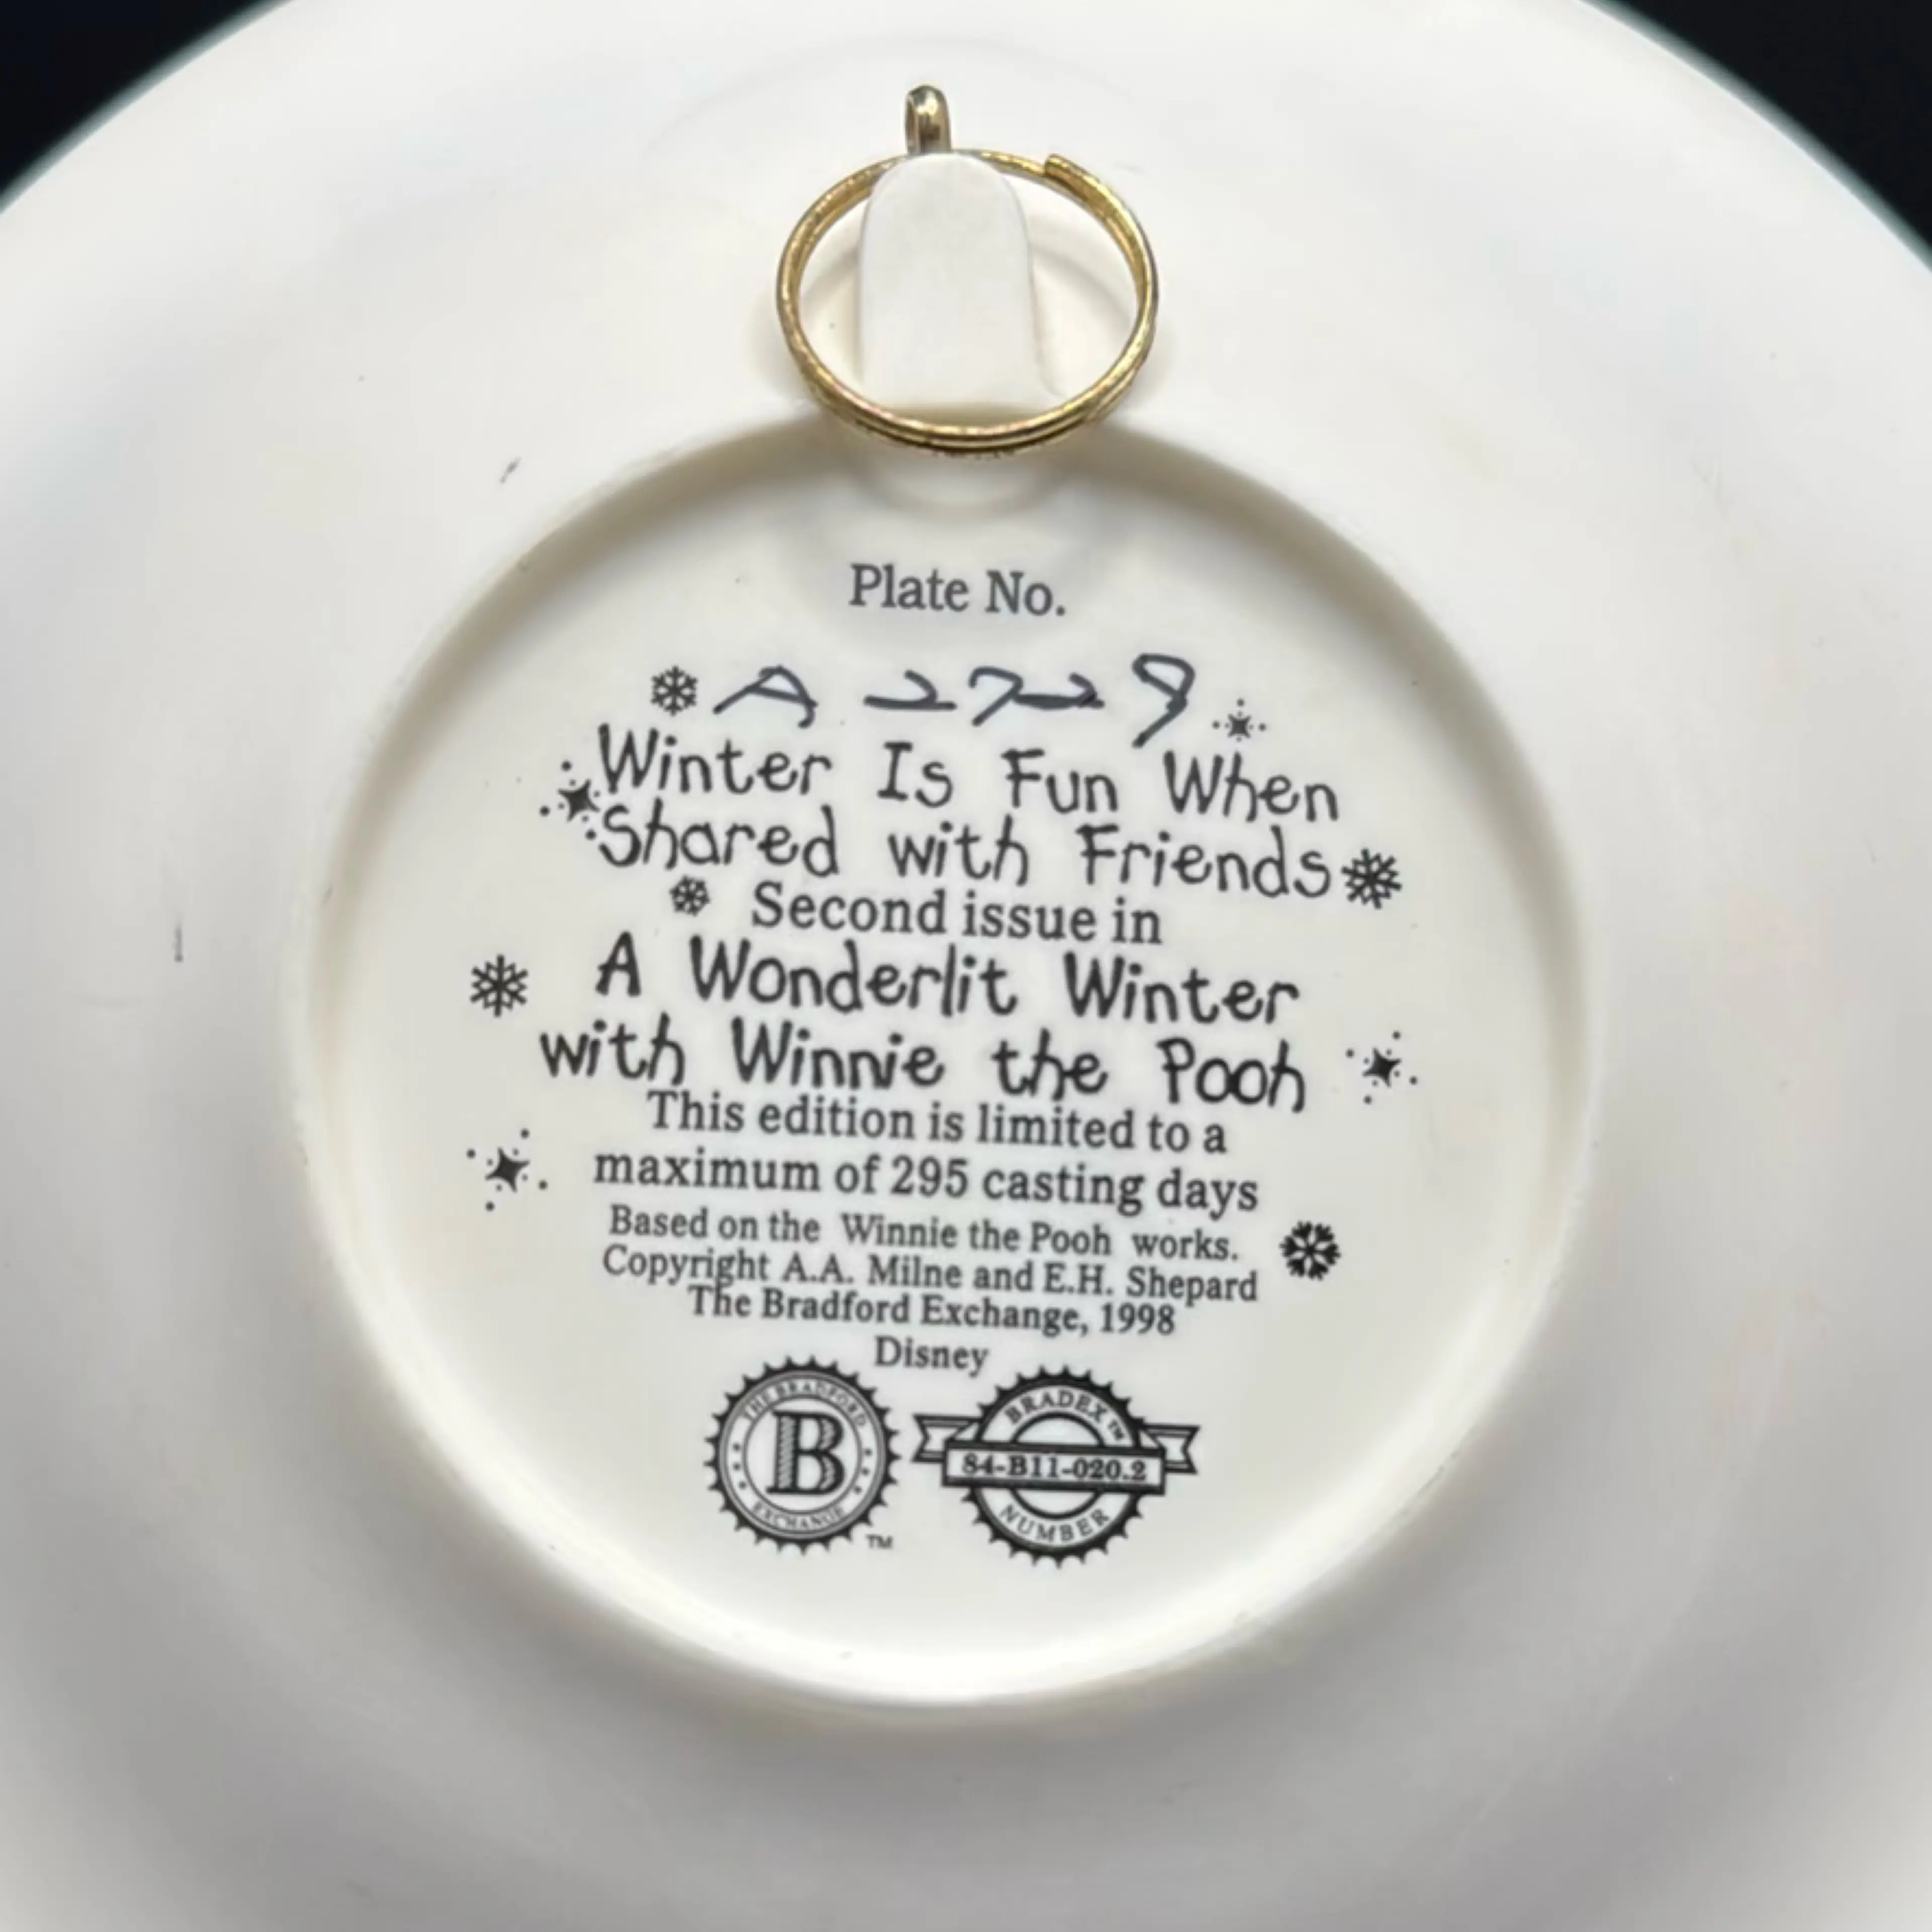 Plate No.
A 2729
Winter Is Fun When
Shared with Friends
Second issue in
A Wonderlit Winter
with Winnie the Pooh
This edition is limited to a
maximum of 295 casting days
Based on the Winnie the Pooh works.
Copyright A.A. Milne and E.H. Shepard
The Bradford Exchange, 1998
Disney
THE BRADFORD
B
EXCHANGE
TM
BRADEX™
84-B11-020.2
NUMBER